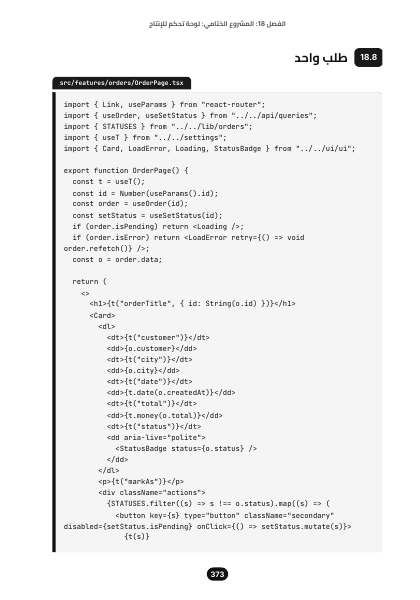 الفصل 18: المشروع الختامي: لوحة تحكم للإنتاج
18.8 طلب واحد
src/features/orders/OrderPage.tsx
import { Link, useParams } from "react-router";
import { useOrder, useSetStatus } from "../../api/queries";
import { STATUSES } from "../../lib/orders";
import { useT } from "../../settings";
import { Card, LoadError, Loading, StatusBadge } from "../../ui/ui";

export function OrderPage() {
  const t = useT();
  const id = Number(useParams().id);
  const order = useOrder(id);
  const setStatus = useSetStatus(id);
  if (order.isPending) return <Loading />;
  if (order.isError) return <LoadError retry={() => void
order.refetch()} />;
  const o = order.data;

  return (
    <>
      <h1>{t("orderTitle", { id: String(o.id) })}</h1>
      <Card>
        <dl>
          <dt>{t("customer")}</dt>
          <dd>{o.customer}</dd>
          <dt>{t("city")}</dt>
          <dd>{o.city}</dd>
          <dt>{t("date")}</dt>
          <dd>{t.date(o.createdAt)}</dd>
          <dt>{t("total")}</dt>
          <dd>{t.money(o.total)}</dd>
          <dt>{t("status")}</dt>
          <dd aria-live="polite">
            <StatusBadge status={o.status} />
          </dd>
        </dl>
        <p>{t("markAs")}</p>
        <div className="actions">
          {STATUSES.filter((s) => s !== o.status).map((s) => (
            <button key={s} type="button" className="secondary"
disabled={setStatus.isPending} onClick={() => setStatus.mutate(s)}>
              {t(s)}
373